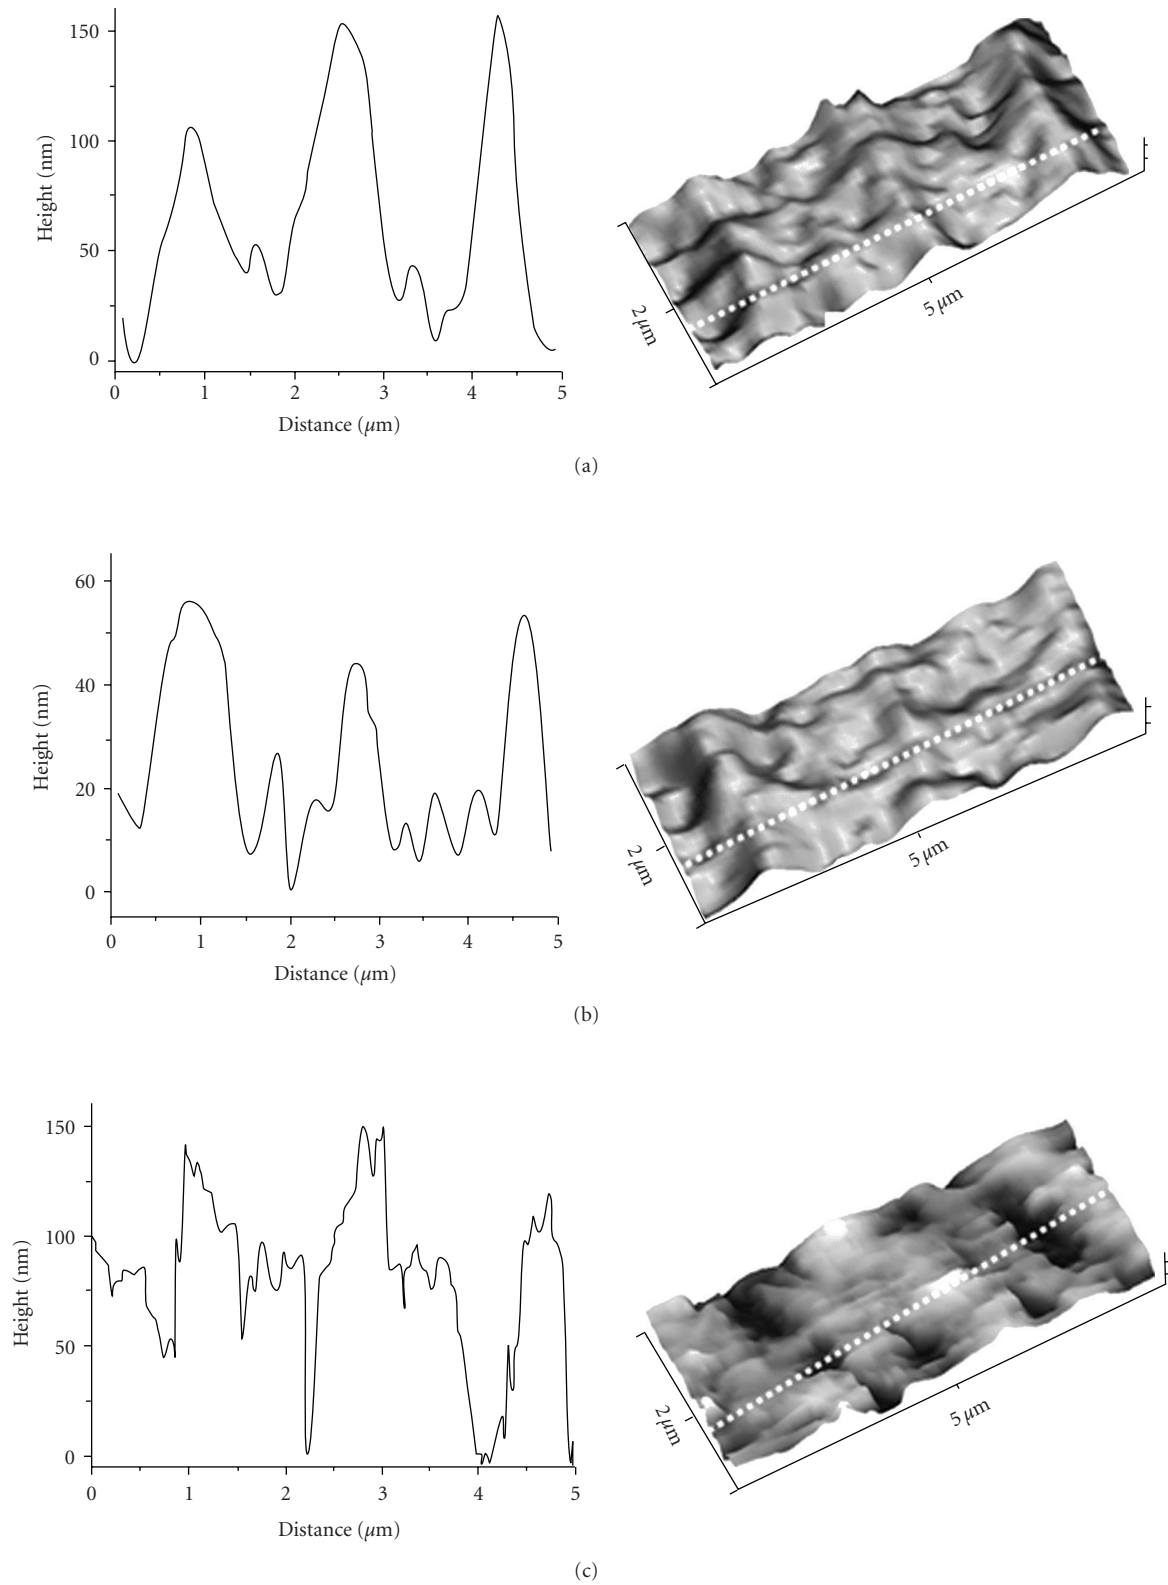 150
100
50
0
Height (nm)
0 1 2 3 4 5
Distance (μm)
2 μm
5 μm
(a)
60
40
20
0
Height (nm)
0 1 2 3 4 5
Distance (μm)
2 μm
5 μm
(b)
150
100
50
0
Height (nm)
0 1 2 3 4 5
Distance (μm)
2 μm
5 μm
(c)